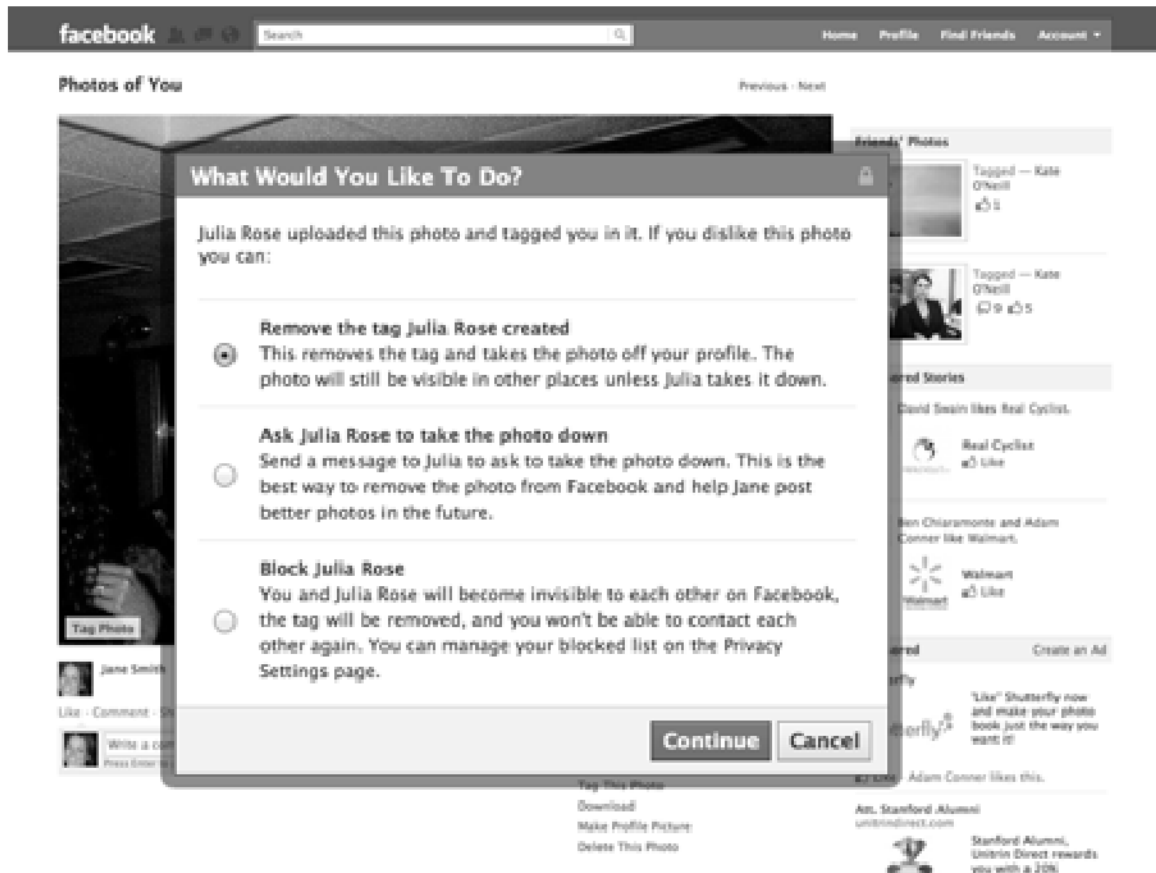 facebook
Search
Home Profile Find Friends Account
Photos of You
Previous · Next
What Would You Like To Do?
Julia Rose uploaded this photo and tagged you in it. If you dislike this photo
you can:
Remove the tag Julia Rose created
This removes the tag and takes the photo off your profile. The
photo will still be visible in other places unless Julia takes it down.
Ask Julia Rose to take the photo down
Send a message to Julia to ask to take the photo down. This is the
best way to remove the photo from Facebook and help Jane post
better photos in the future.
Block Julia Rose
You and Julia Rose will become invisible to each other on Facebook,
the tag will be removed, and you won't be able to contact each
other again. You can manage your blocked list on the Privacy
Settings page.
Continue Cancel
Tag Photo
Jane Smith
Like · Comment ·
Write a
Press Enter
Tag This Photo
Download
Make Profile Picture
Delete This Photo
Friends' Photos
Tagged — Kate
O'Neill
1
Tagged — Kate
O'Neill
9 5
Stories
David Swain likes Real Cyclist.
Real Cyclist
Like
Ben Chiaramonte and Adam
Conner like Walmart.
Walmart
Walmart
Like
Create an Ad
'Like' Shutterfly now
and make your photo
book just the way you
want it!
Adam Conner likes this.
Att. Stanford Alumni
unitrindirect.com
Stanford Alumni,
Unitrin Direct rewards
you with a 20%